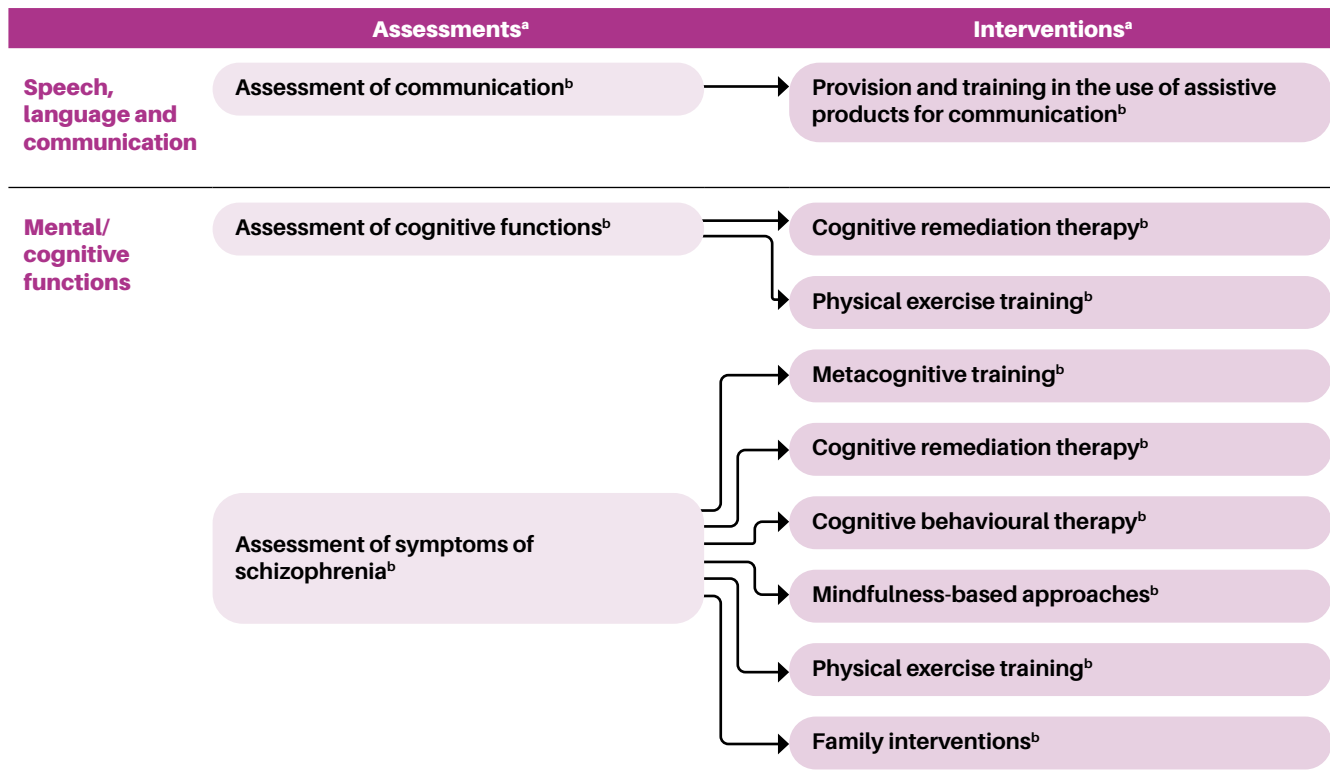 Assessmentsᵃ Interventionsᵃ
Speech,
language and
communication
Assessment of communicationᵇ
Provision and training in the use of assistive
products for communicationᵇ
Mental/
cognitive
functions
Assessment of cognitive functionsᵇ
Cognitive remediation therapyᵇ
Physical exercise trainingᵇ
Assessment of symptoms of
schizophreniaᵇ
Metacognitive trainingᵇ
Cognitive remediation therapyᵇ
Cognitive behavioural therapyᵇ
Mindfulness-based approachesᵇ
Physical exercise trainingᵇ
Family interventionsᵇ